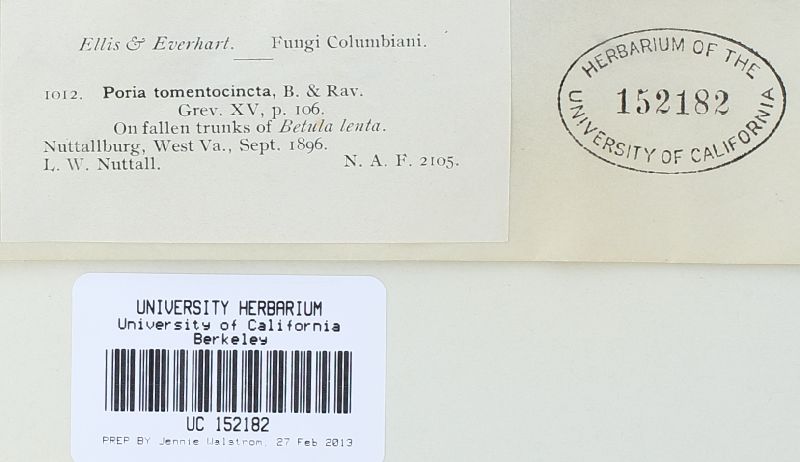 Ellis & Everhart. Fungi Columbiani.
1012. Poria tomentocincta, B. & Rav.
Grev. XV, p. 106.
On fallen trunks of Betula lenta.
Nuttallburg, West Va., Sept. 1896.
L. W. Nuttall. N. A. F. 2105.
HERBARIUM OF THE
152182
UNIVERSITY OF CALIFORNIA
UNIVERSITY HERBARIUM
University of California
Berkeley
UC 152182
PREP BY Jennie Walstrom, 27 Feb 2013